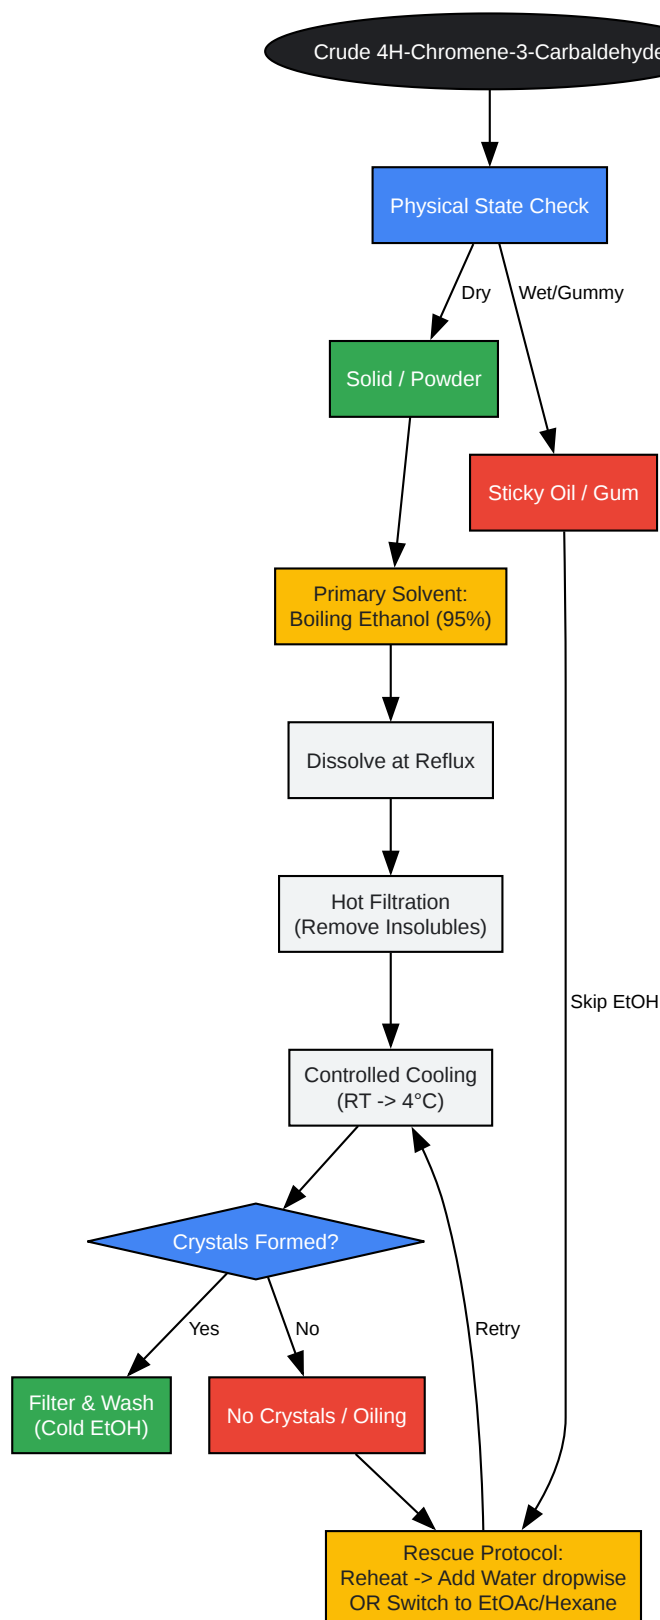 Crude 4H-Chromene-3-Carbaldehyde
Physical State Check
Dry
Wet/Gummy
Solid / Powder
Sticky Oil / Gum
Primary Solvent:
Boiling Ethanol (95%)
Dissolve at Reflux
Hot Filtration
(Remove Insolubles)
Skip EtOH
Controlled Cooling
(RT -> 4°C)
Crystals Formed?
Yes
No
Retry
Filter & Wash
(Cold EtOH)
No Crystals / Oiling
Rescue Protocol:
Reheat -> Add Water dropwise
OR Switch to EtOAc/Hexane